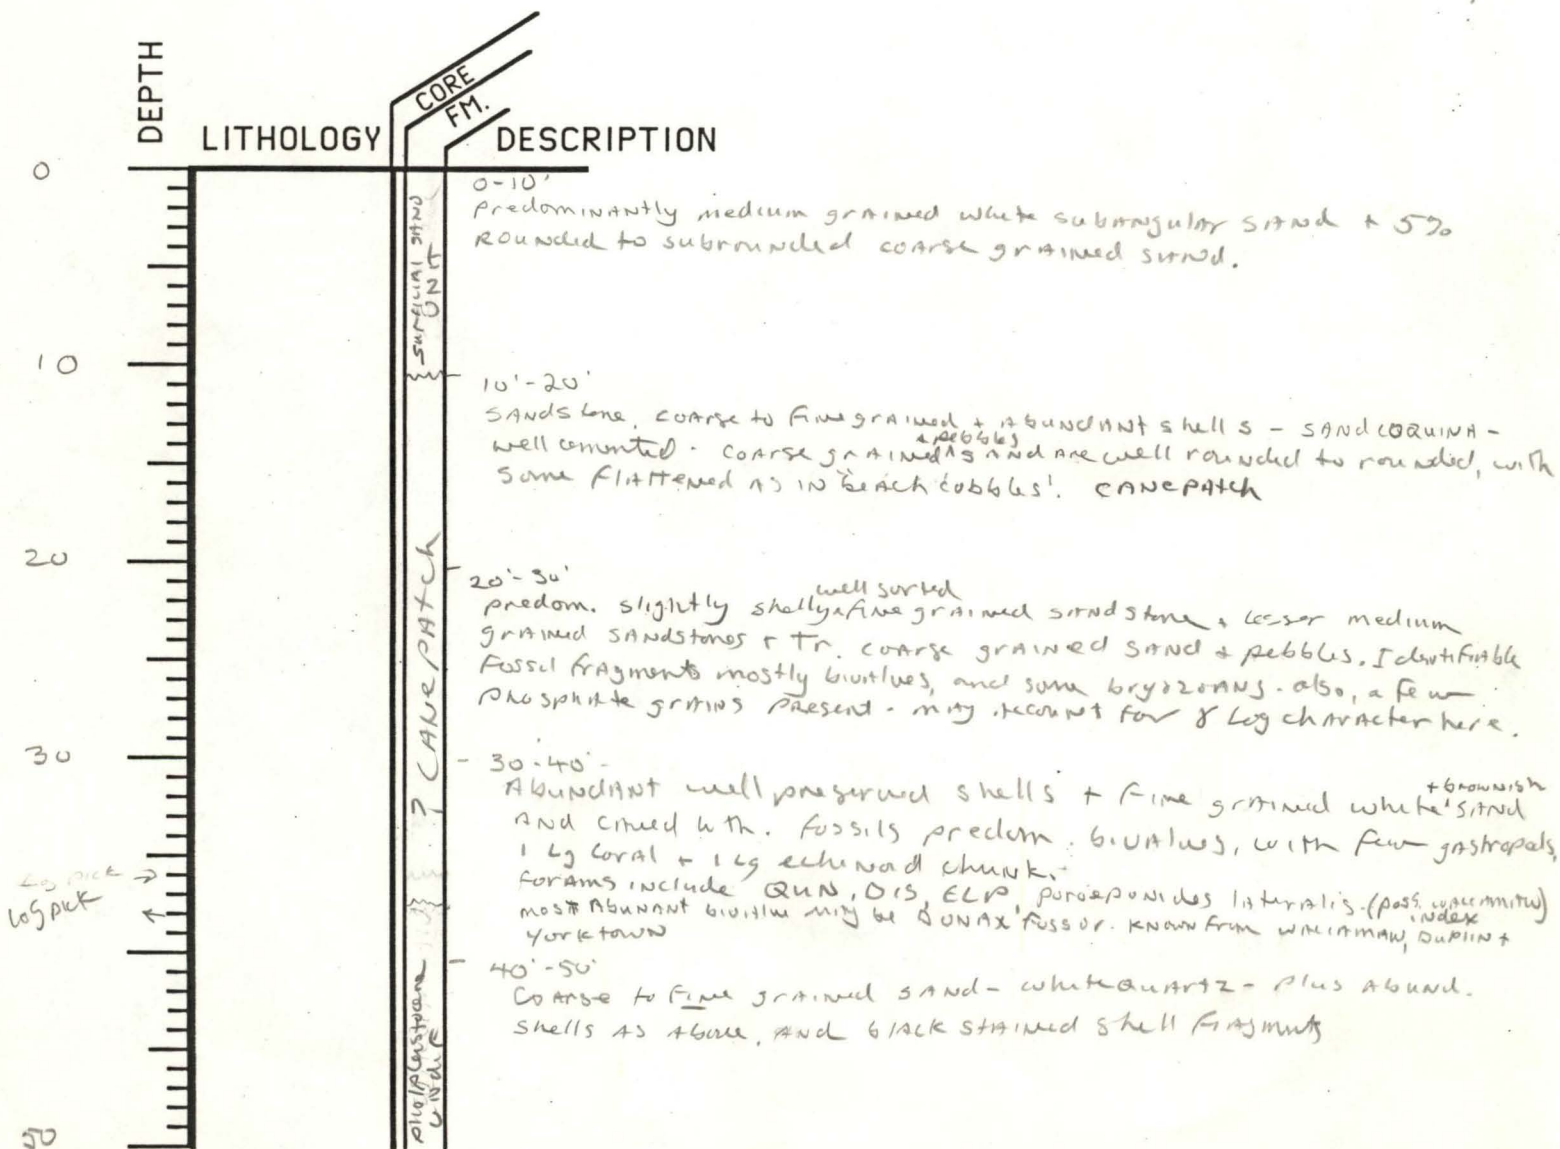 DEPTH
LITHOLOGY
CORE
FM.
DESCRIPTION
0
10
20
30
50
Log pick →
Log pick
←
surficial sand
UNIT
? CANEPATCH
plio/pleistocene
undif
0-10'
predominantly medium grained white subangular sand + 5%
rounded to subrounded coarse grained sand.
10'-20'
sandstone, coarse to fine grained + abundant shells - sand coquina -
+ pebbles
well cemented. coarse grained ^ sand are well rounded to rounded, with
some flattened as in 'beach cobbles'. CANEPATCH
20'-30'
well sorted
predom. slightly shelly ^ fine grained sandstone, + lesser medium
grained sandstones + Tr. coarse grained sand + pebbles. Identifiable
fossil fragments mostly bivalves, and some bryozoans. also, a few
phosphate grains present - may account for γ Log character here.
30-40'
+ brownish
Abundant well preserved shells + fine grained white ' sand
and fossils predom. bivalves, with few gastropods,
1 Lg coral + 1 Lg echinoid chunk.
forams include QUN, DIS, ELP, poroeponides lateralis. (poss. waccamaw)
index
most Abunant bivalve may be DONAX 'fossor. known from WACCAMAW, DUPLIN +
YORKTOWN
40'-50'
Coarse to fine grained sand - white quartz - plus abund.
shells as above, and black stained shell fragments